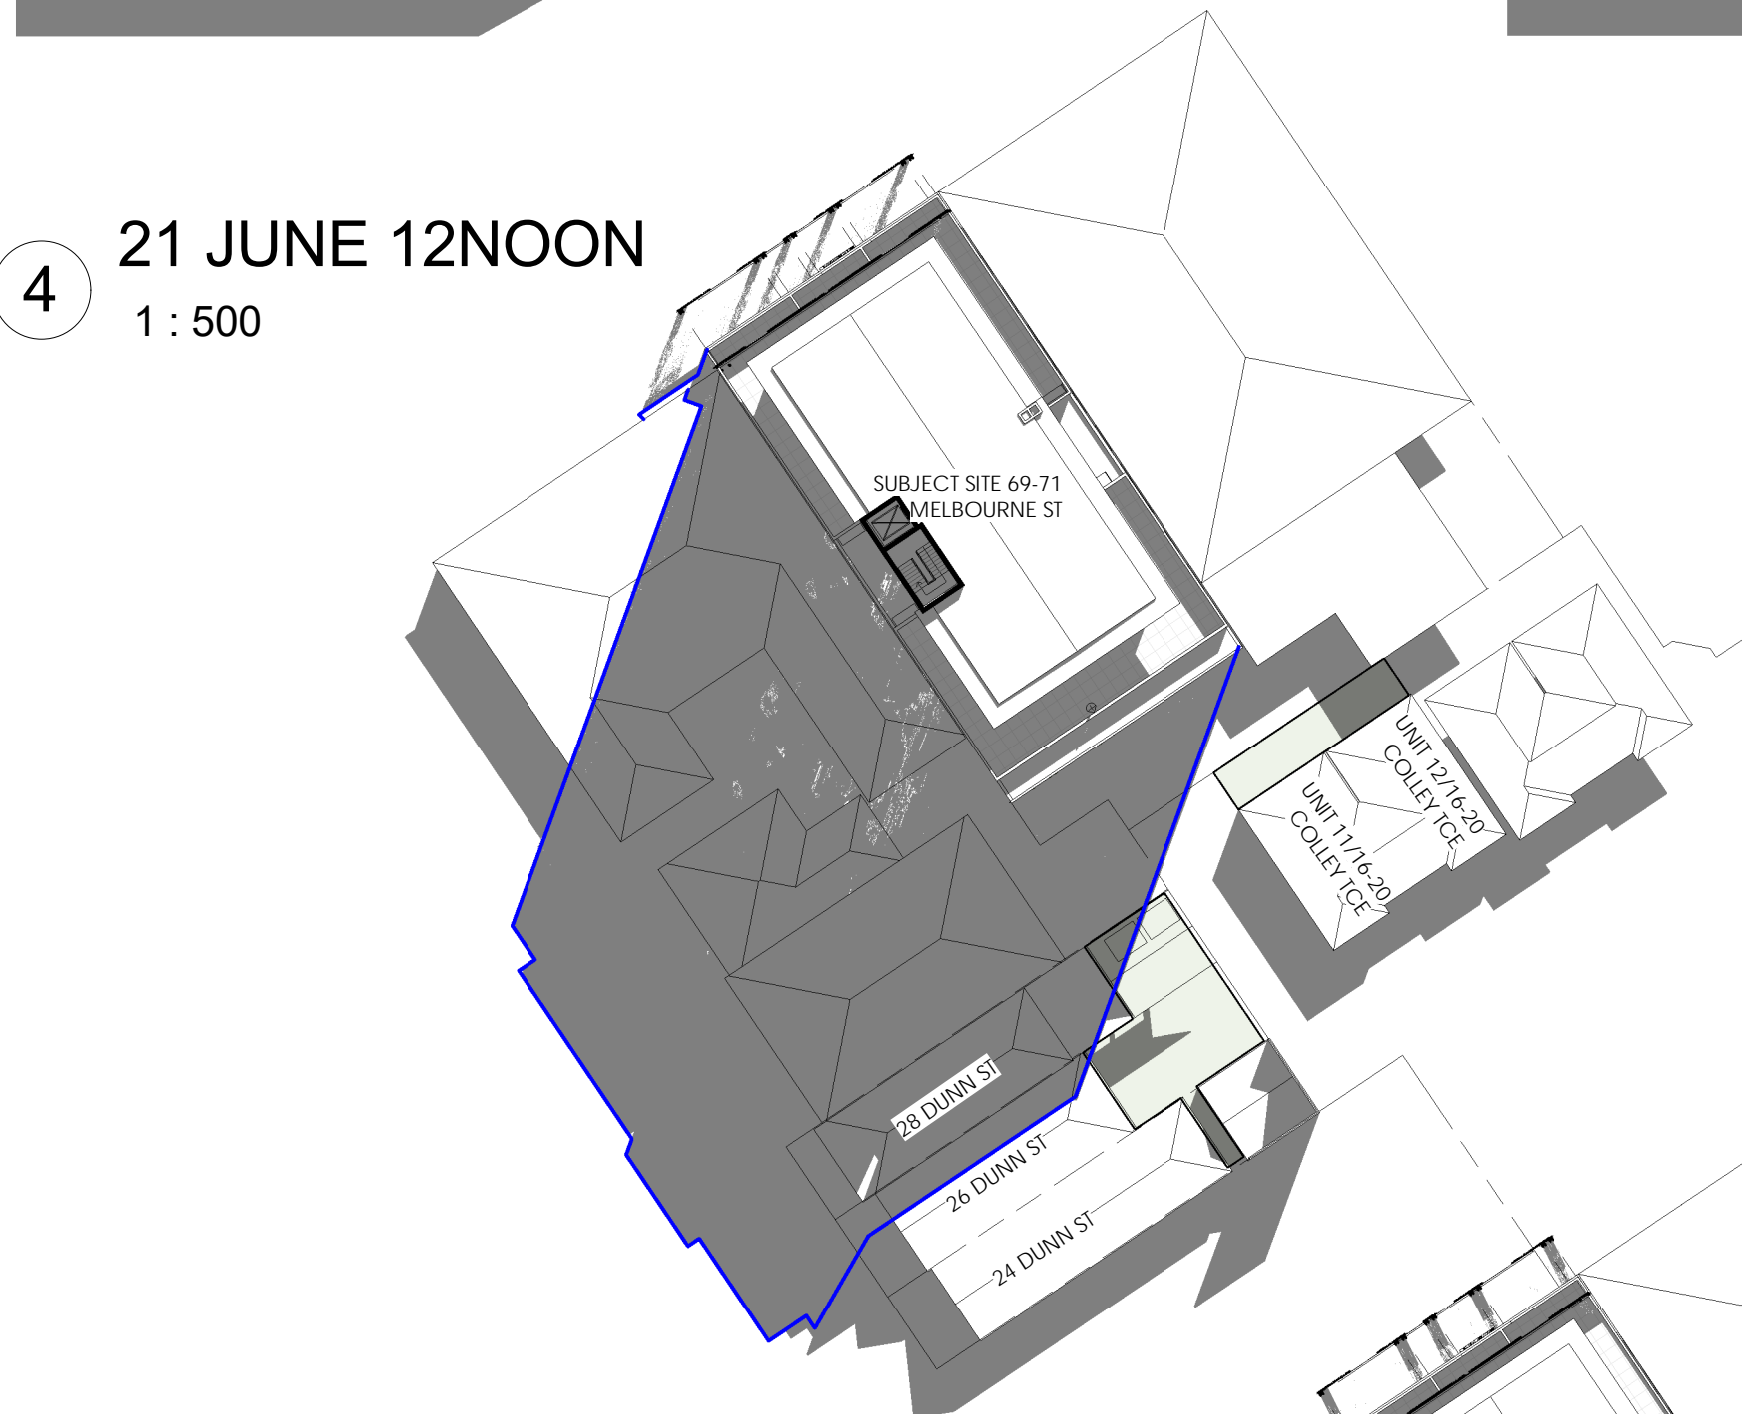 4
21 JUNE 12NOON
1 : 500
SUBJECT SITE 69-71
MELBOURNE ST
UNIT 12/16-20
COLLEY TCE
UNIT 11/16-20
COLLEY TCE
28 DUNN ST
26 DUNN ST
24 DUNN ST